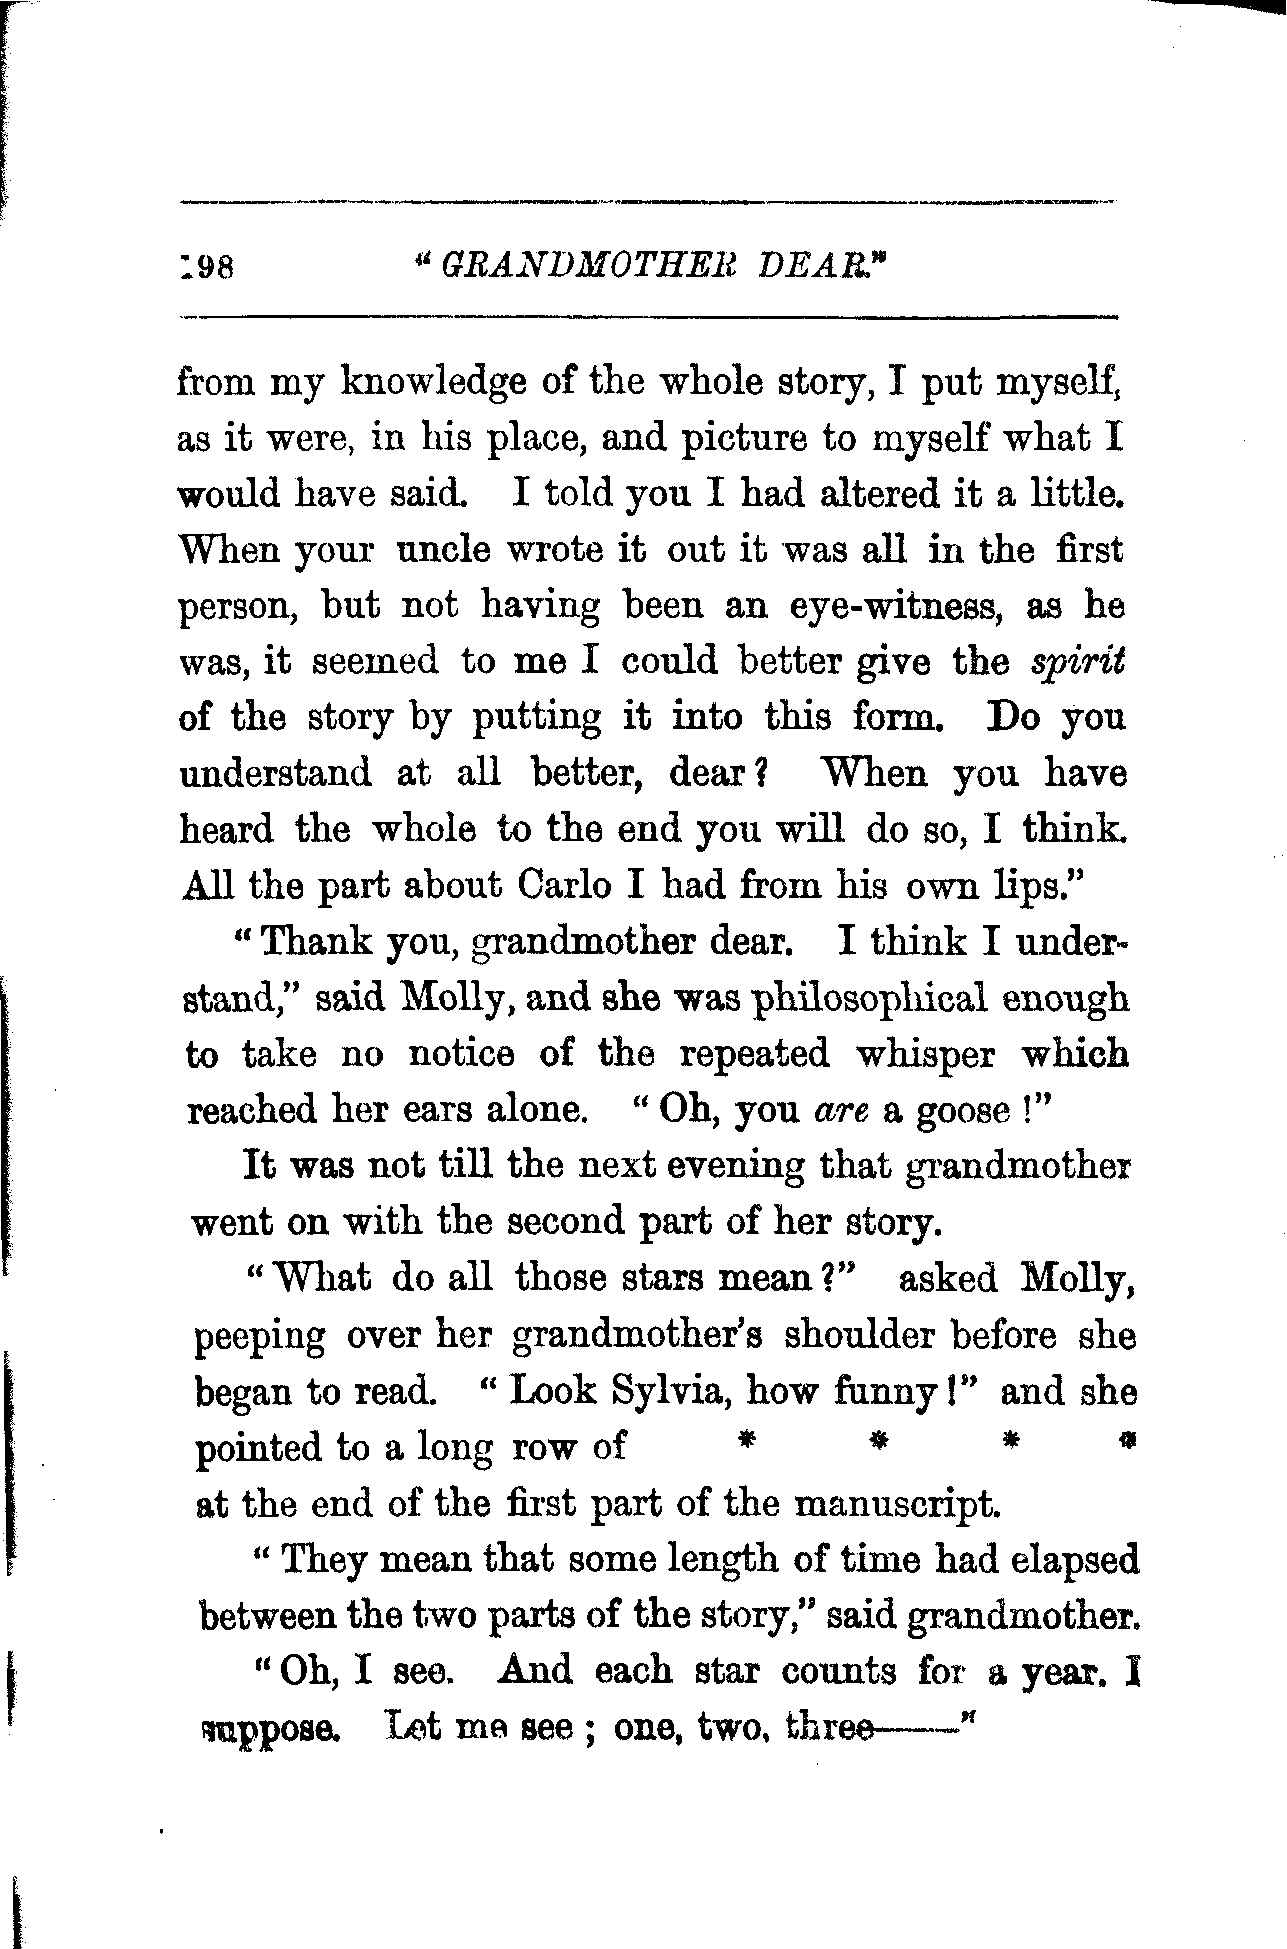 198 "GRANDMOTHER DEAR."
from my knowledge of the whole story, I put myself,
as it were, in his place, and picture to myself what I
would have said. I told you I had altered it a little.
When your uncle wrote it out it was all in the first
person, but not having been an eye-witness, as he
was, it seemed to me I could better give the spirit
of the story by putting it into this form. Do you
understand at all better, dear? When you have
heard the whole to the end you will do so, I think.
All the part about Carlo I had from his own lips."
"Thank you, grandmother dear. I think I under-
stand," said Molly, and she was philosophical enough
to take no notice of the repeated whisper which
reached her ears alone. "Oh, you are a goose!"
It was not till the next evening that grandmother
went on with the second part of her story.
"What do all those stars mean?" asked Molly,
peeping over her grandmother's shoulder before she
began to read. "Look Sylvia, how funny!" and she
pointed to a long row of * * * *
at the end of the first part of the manuscript.
"They mean that some length of time had elapsed
between the two parts of the story," said grandmother.
"Oh, I see. And each star counts for a year. I
suppose. Let me see; one, two, three——"